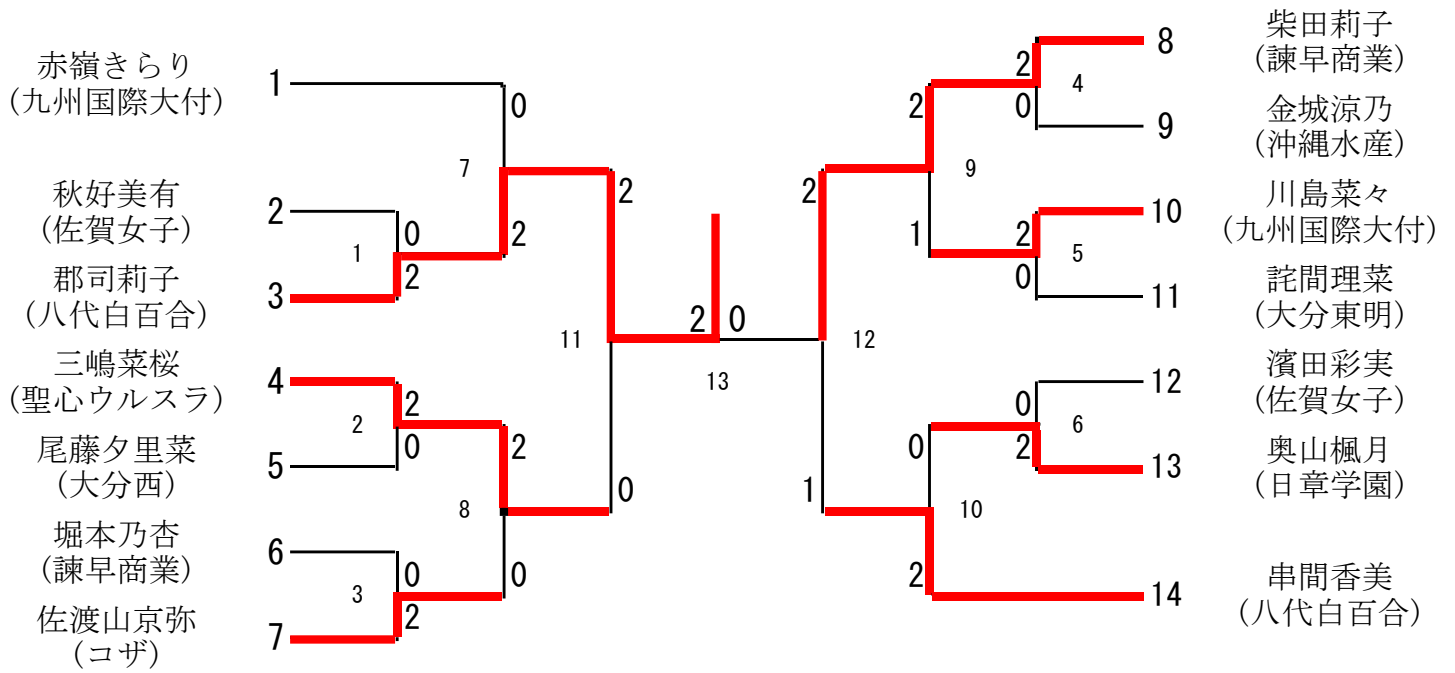 赤嶺きらり
(九州国際大付)
1
0
7
秋好美有
(佐賀女子)
2
0
1
2
2
郡司莉子
(八代白百合)
3
2
11
三嶋菜桜
(聖心ウルスラ)
4
2
2
2
尾藤夕里菜
(大分西)
5
0
8
0
堀本乃杏
(諫早商業)
6
0
3
0
佐渡山京弥
(コザ)
7
2
2
0
13
柴田莉子
(諫早商業)
8
2
4
2
金城涼乃
(沖縄水産)
9
0
9
2
川島菜々
(九州国際大付)
10
2
5
1
詫間理菜
(大分東明)
11
0
12
濱田彩実
(佐賀女子)
12
0
6
0
奥山楓月
(日章学園)
13
2
10
1
串間香美
(八代白百合)
14
2